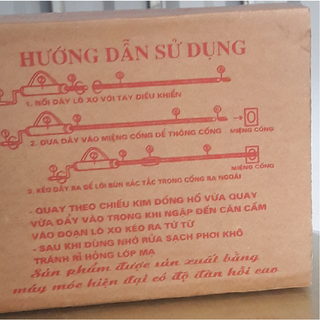 HƯỚNG DẪN SỬ DỤNG
1. NỐI DÂY LÒ XO VỚI TAY ĐIỀU KHIỂN
2. ĐƯA DÂY VÀO MIỆNG CỐNG ĐỂ THÔNG CỐNG
MIỆNG CỐNG
3. KÉO DÂY RA ĐỂ LÔI BÙN RÁC TẮC TRONG CỐNG RA NGOÀI
MIỆNG CỐNG
- QUAY THEO CHIỀU KIM ĐỒNG HỒ VỪA QUAY
VỪA ĐẨY VÀO TRONG KHI NGẬP ĐẾN CẦN CẦM
VÀO ĐOẠN LÒ XO KÉO RA TỪ TỪ
- SAU KHI DÙNG NHỚ RỬA SẠCH PHƠI KHÔ
TRÁNH RỈ HỎNG LỚP MẠ
Sản phẩm được sản xuất bằng
máy móc hiện đại có độ đàn hồi cao